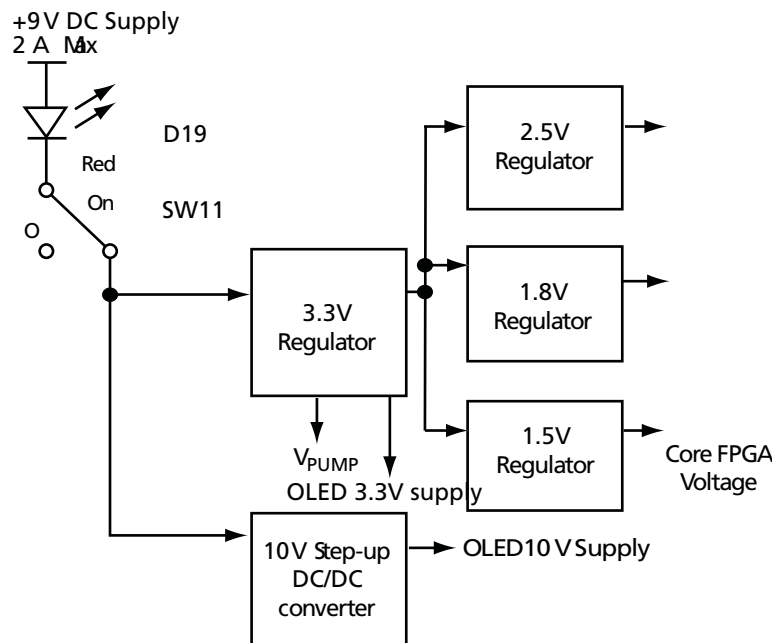 +9V DC Supply
2 A Max
D19
Red
On
SW11
O
3.3V
Regulator
2.5V
Regulator
1.8V
Regulator
1.5V
Regulator
Core FPGA
Voltage
VPUMP
OLED 3.3V supply
10V Step-up
DC/DC
converter
OLED10 V Supply